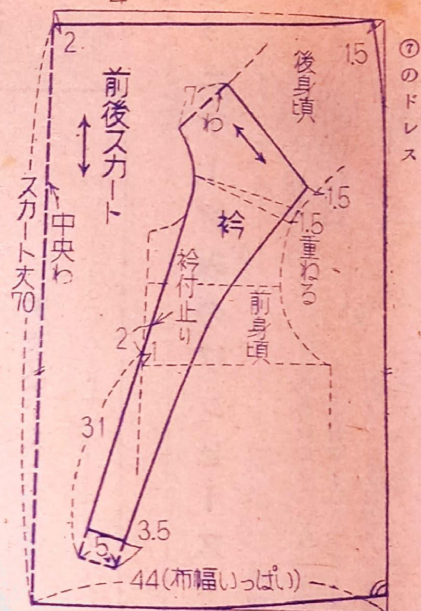 ⑦のドレス
2
1.5
後身頃
前後スカート
7
わ
1.5
1.5重ねる
衿
中央わ
スカート丈70
衿付止り
前身頃
2
1
31
3.5
5
44(布幅いっぱい)